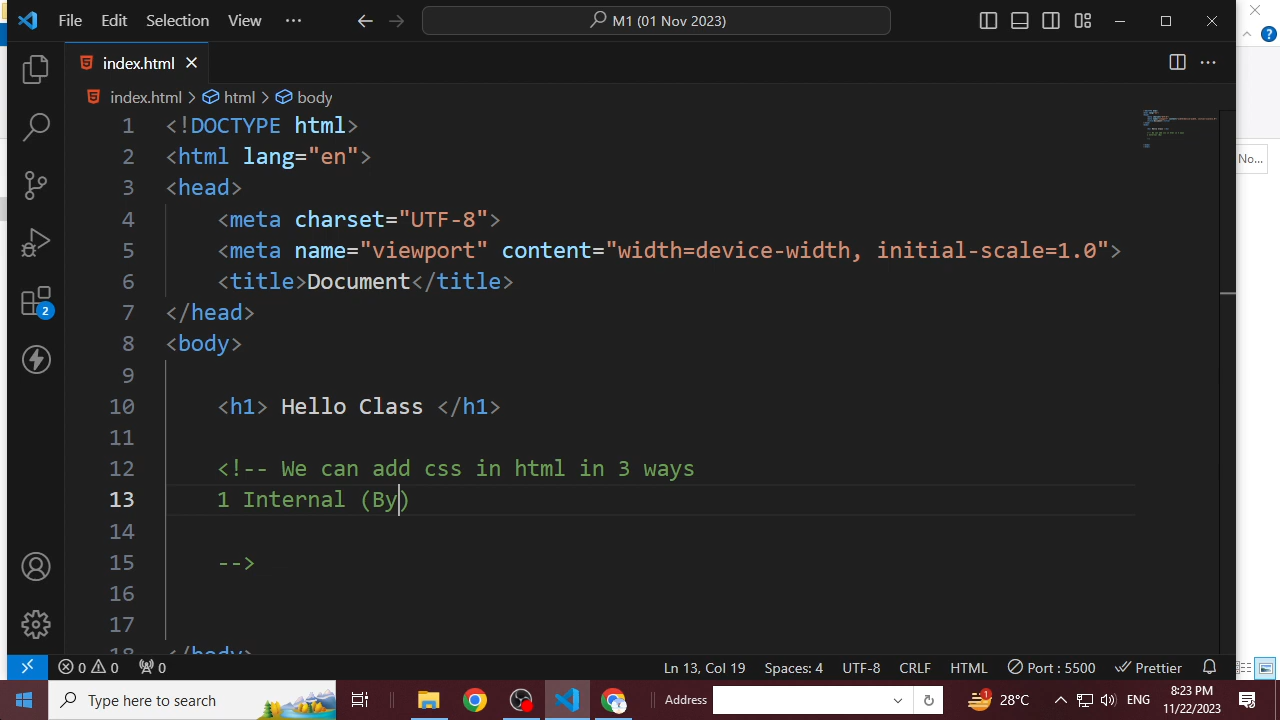 File Edit Selection View ··· M1 (01 Nov 2023)
?
index.html
index.html > html > body
No...
1 <!DOCTYPE html>
2 <html lang="en">
3 <head>
4 <meta charset="UTF-8">
5 <meta name="viewport" content="width=device-width, initial-scale=1.0">
6 <title>Document</title>
7 </head>
8 <body>
9
10 <h1> Hello Class </h1>
11
12 <!-- We can add css in html in 3 ways
13 1 Internal (By)
14
15 -->
16
17
18 </body>
2
0 0 0 Ln 13, Col 19 Spaces: 4 UTF-8 CRLF HTML Port : 5500 Prettier
Type here to search Address 1 28°C ENG 8:23 PM
11/22/2023